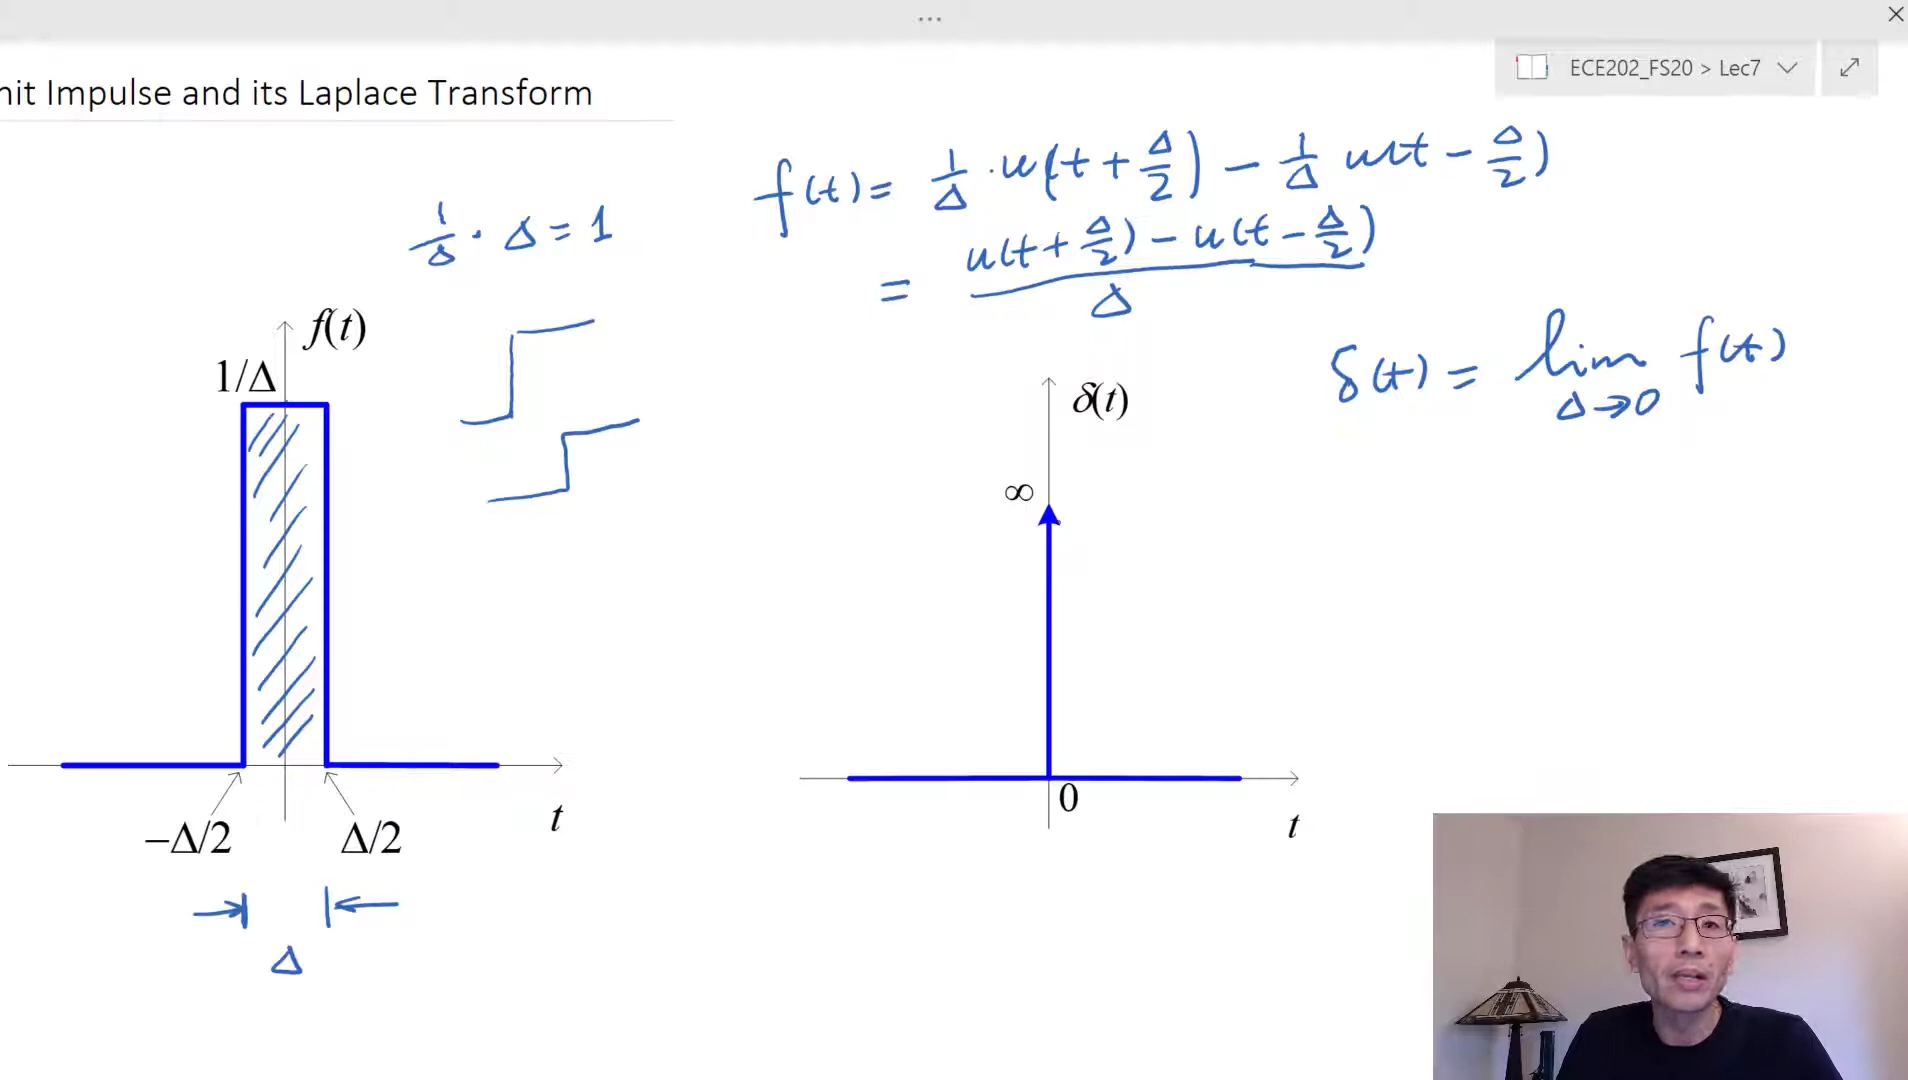 ...
ECE202_FS20 > Lec7
nit Impulse and its Laplace Transform
f(t) = 1/Δ · u(t + Δ/2) − 1/Δ u(t − Δ/2)
1/Δ · Δ = 1
= u(t + Δ/2) − u(t − Δ/2) / Δ
δ(t) = lim Δ→0 f(t)
f(t)
1/Δ
−Δ/2
Δ/2
t
Δ
δ(t)
∞
0
t